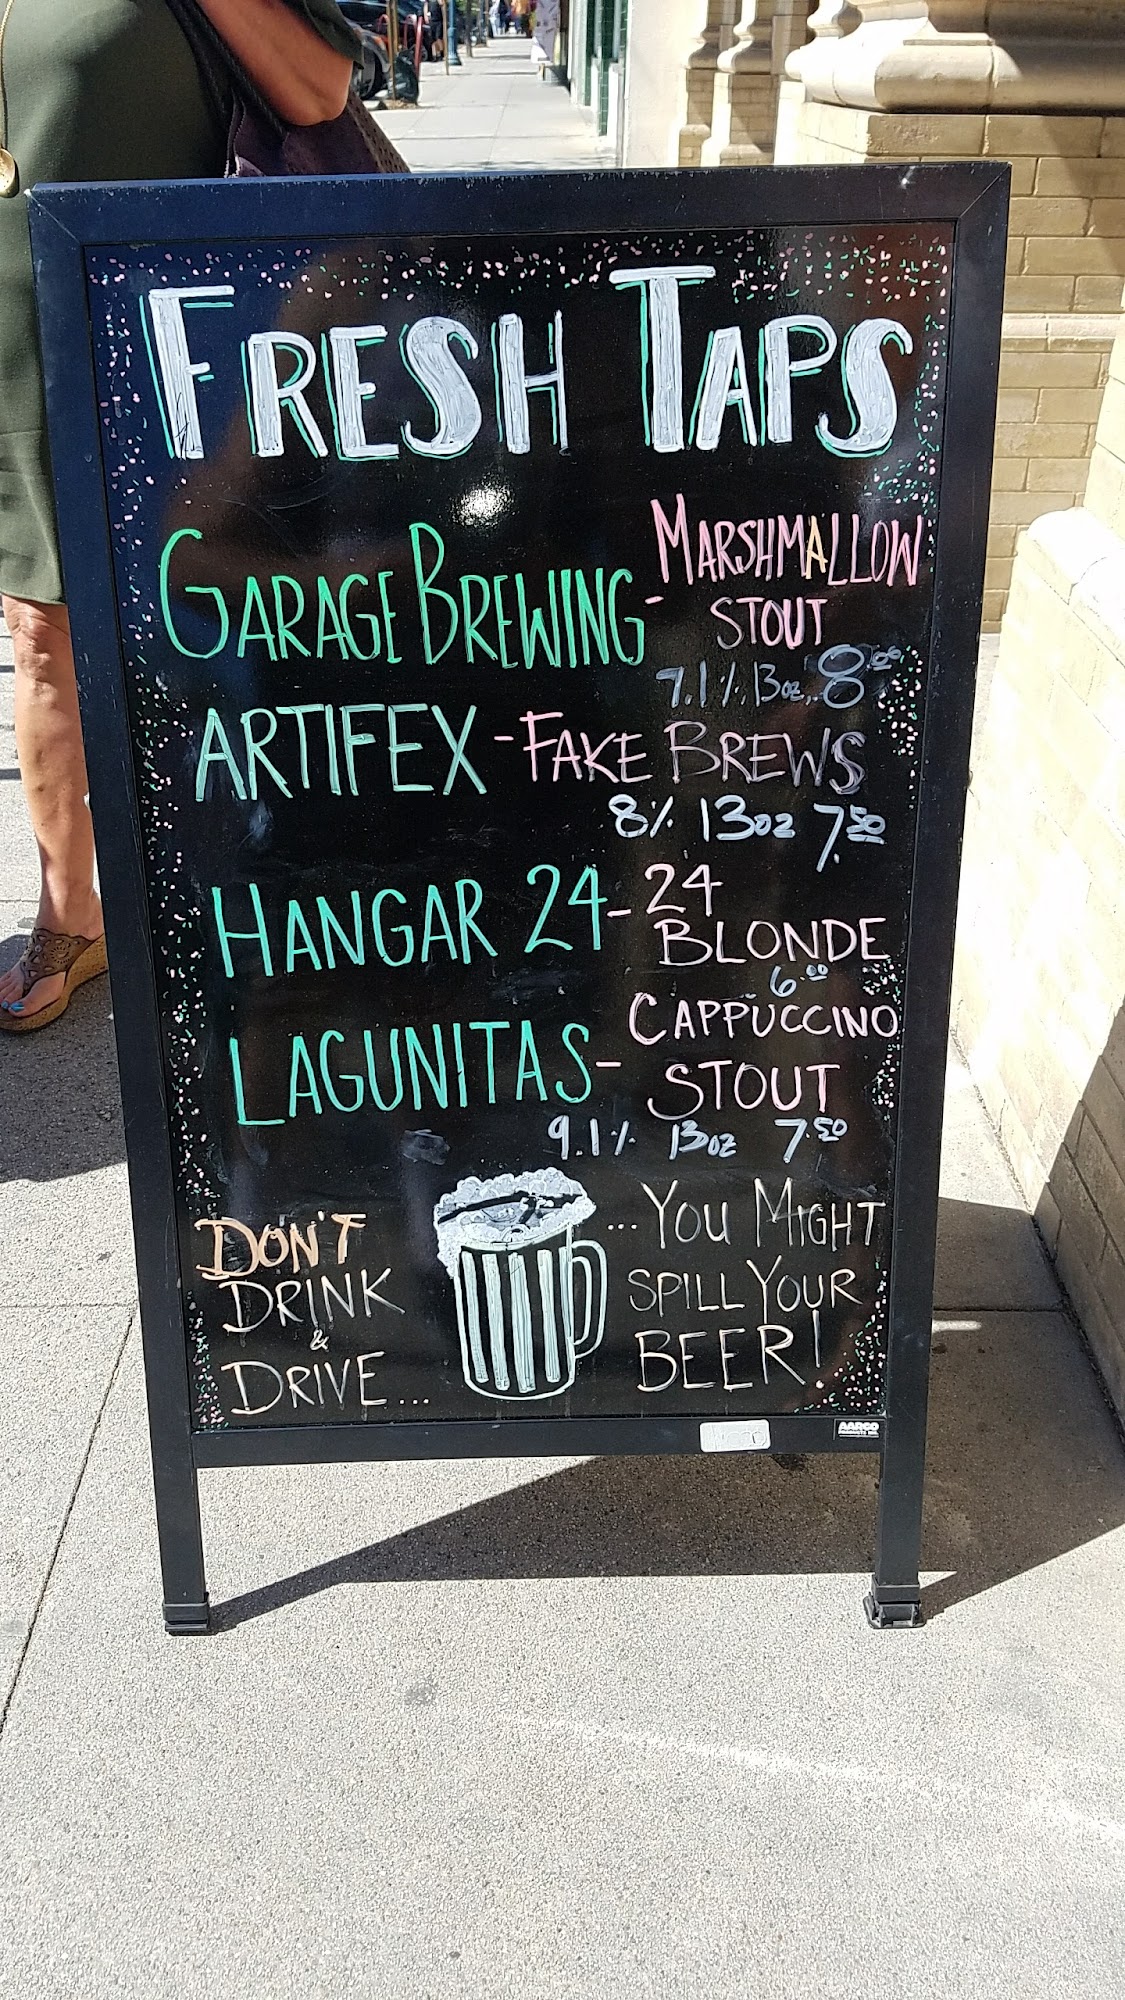 FRESH TAPS
GARAGE BREWING - MARSHMALLOW
STOUT
7.1% 13oz. 8.00
ARTIFEX - FAKE BREWS
8% 13oz 7.50
HANGAR 24 - 24
BLONDE
6.00
LAGUNITAS - CAPPUCCINO
STOUT
9.1% 13oz 7.50
DON'T
DRINK
&
DRIVE...
...YOU MIGHT
SPILL YOUR
BEER!
AARCO